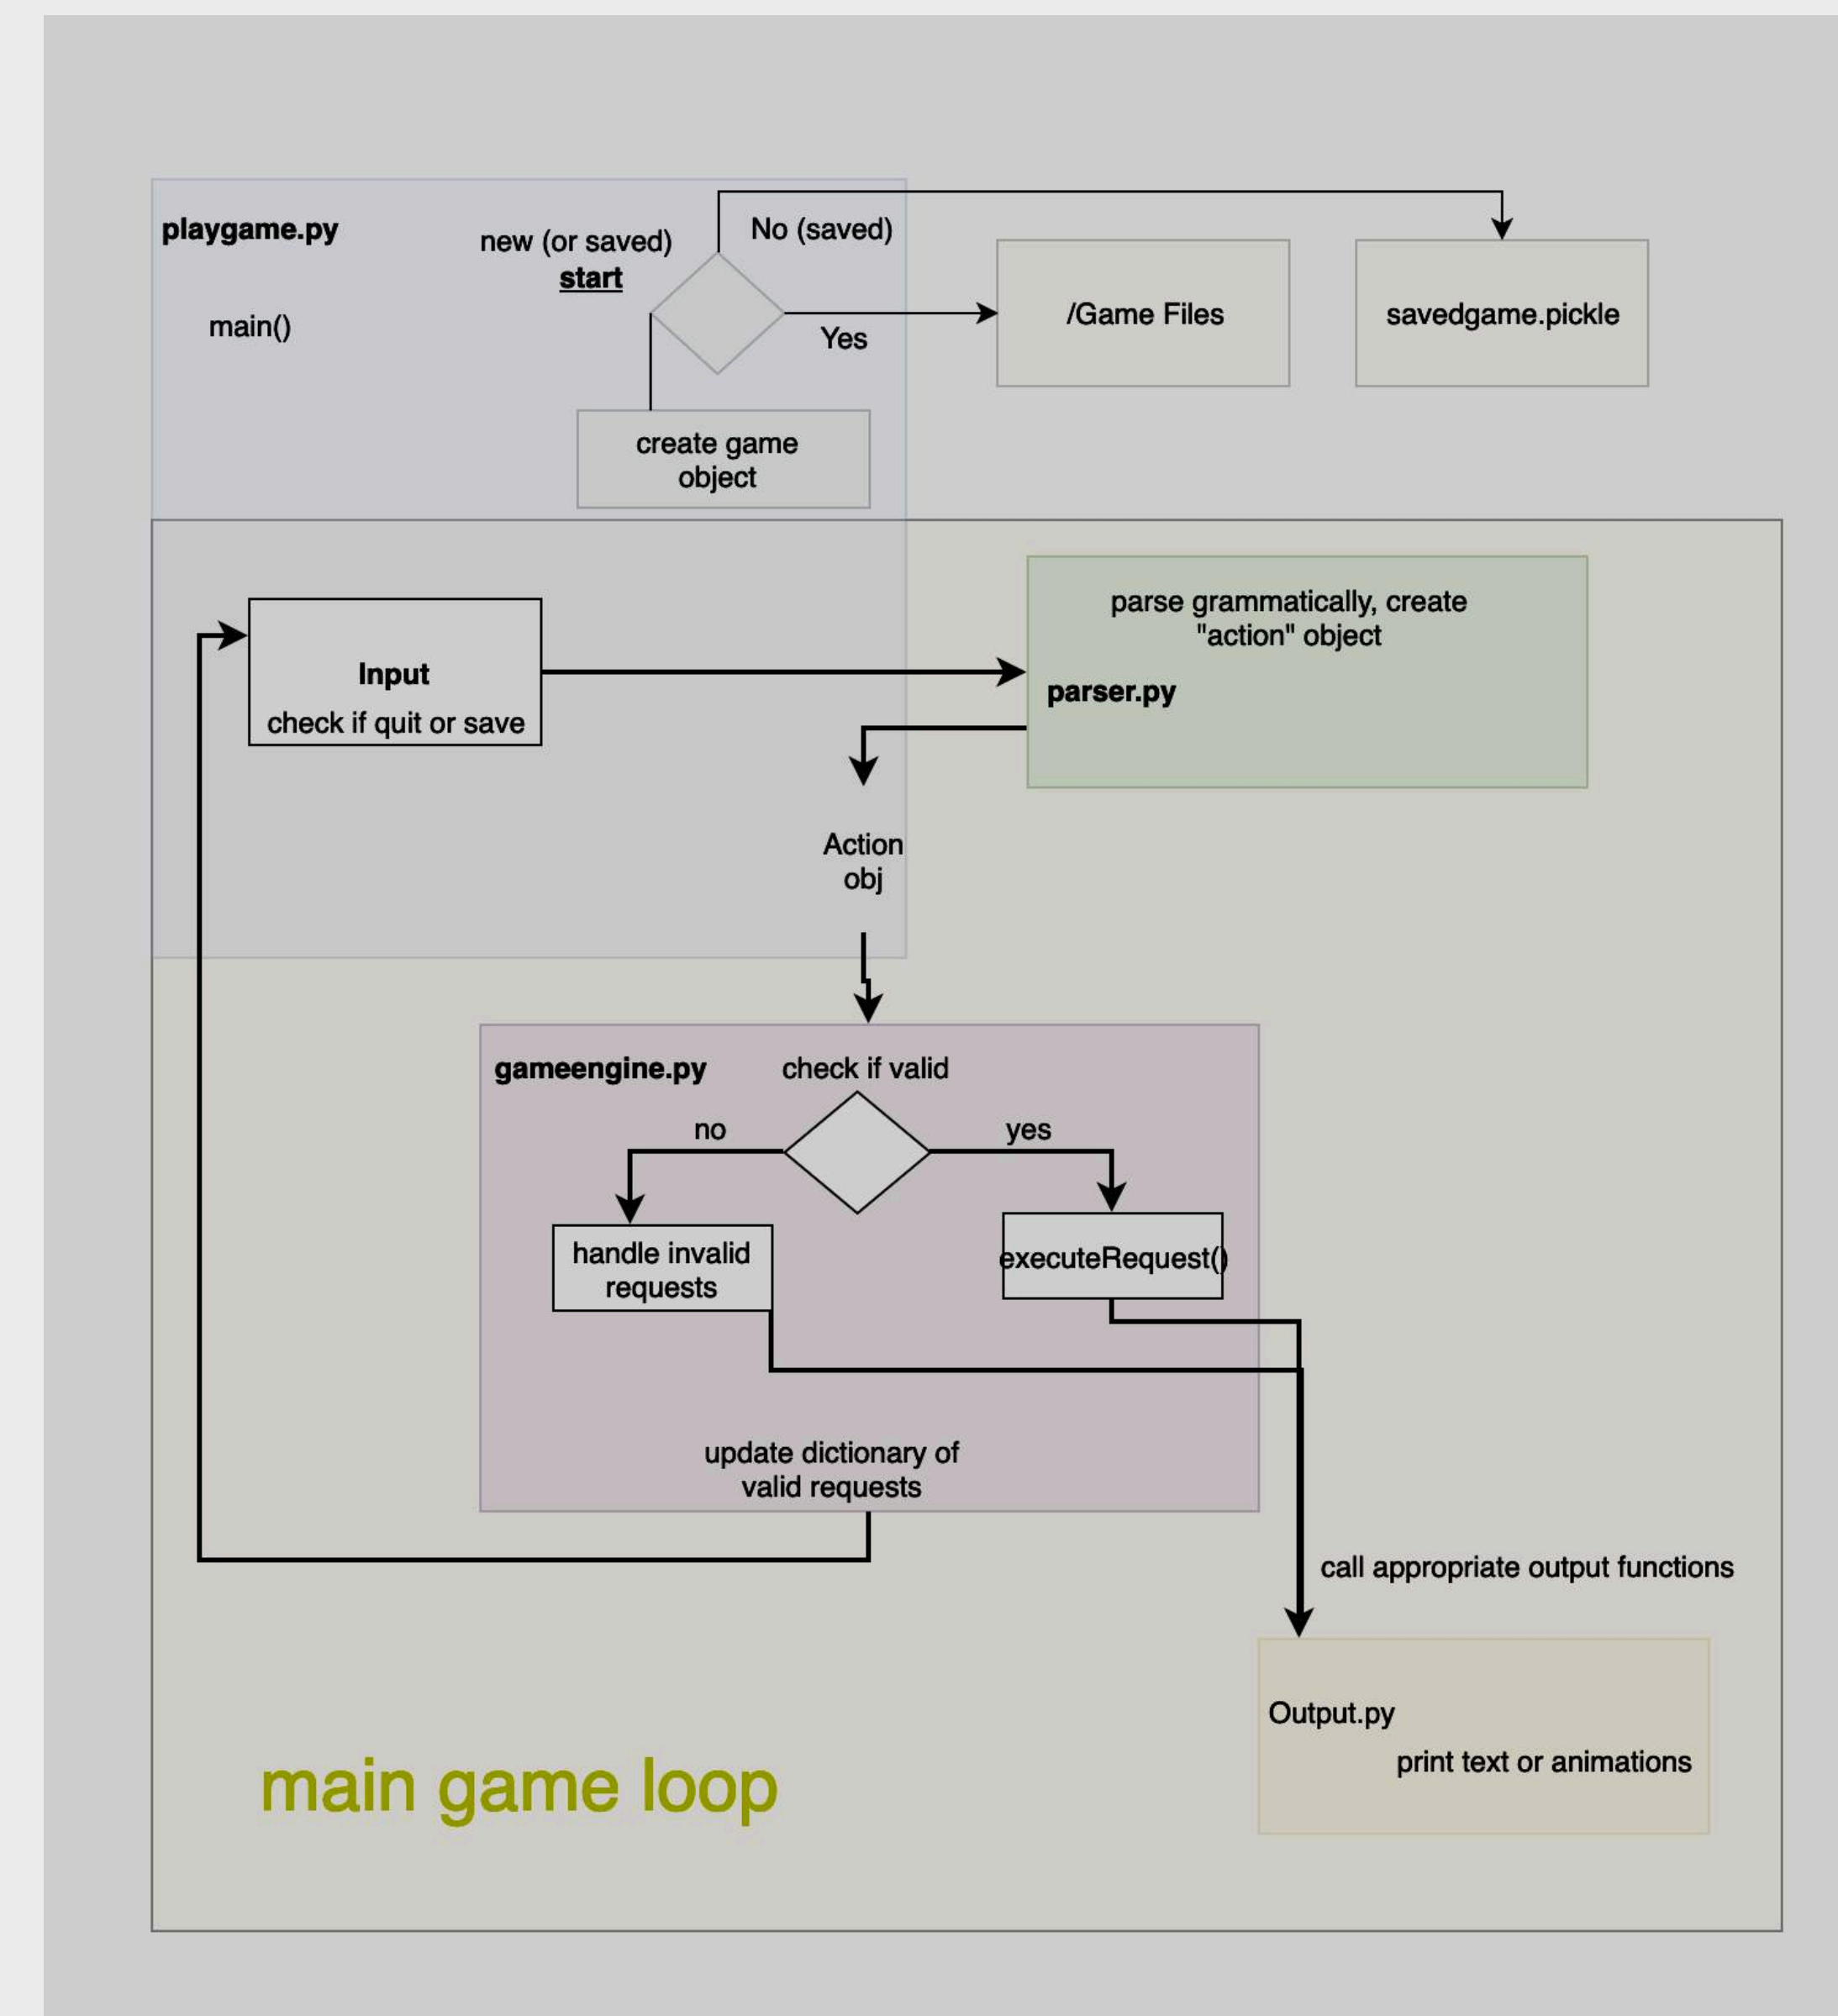 playgame.py
main()
new (or saved)
start
No (saved)
Yes
/Game Files
savedgame.pickle
create game
object
Input
check if quit or save
parse grammatically, create
"action" object
parser.py
Action
obj
gameengine.py
check if valid
no
yes
handle invalid
requests
executeRequest()
update dictionary of
valid requests
call appropriate output functions
Output.py
print text or animations
main game loop